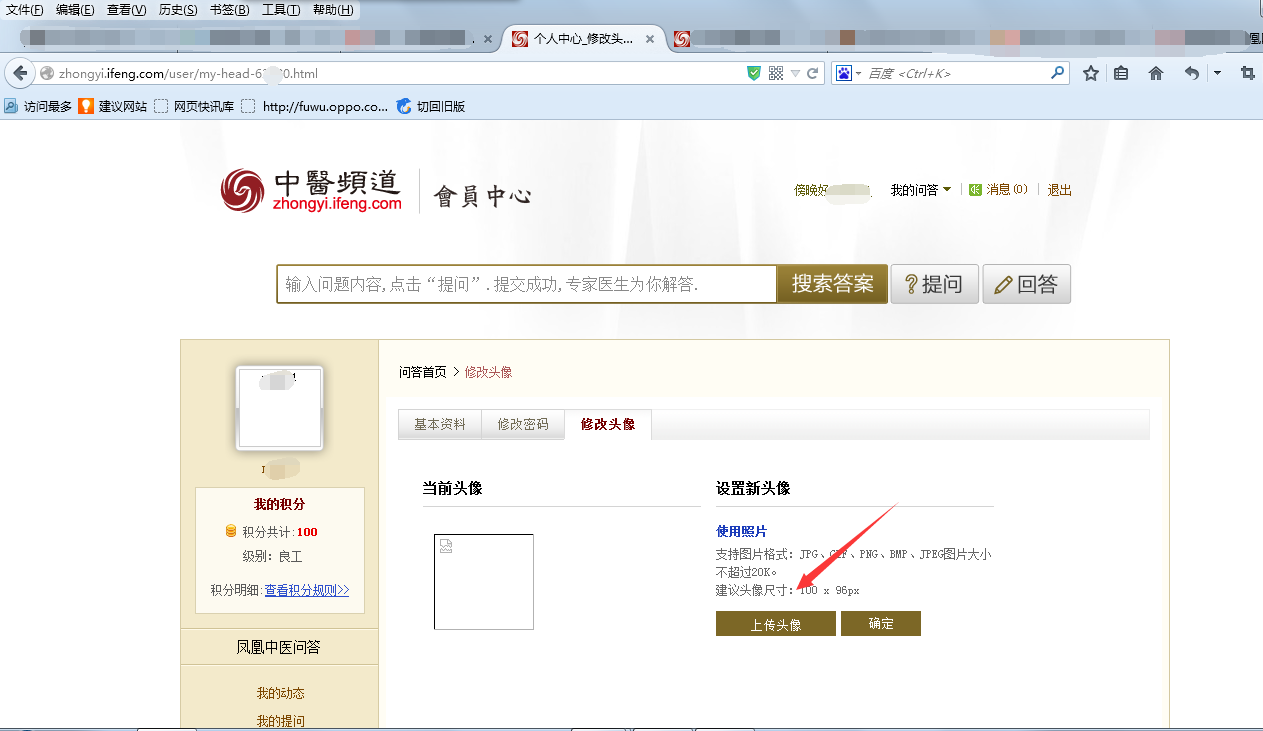 文件(F) 编辑(E) 查看(V) 历史(S) 书签(B) 工具(T) 帮助(H)
个人中心_修改头...
zhongyi.ifeng.com/user/my-head-6 0.html
百度 <Ctrl+K>
访问最多 建议网站 网页快讯库 http://fuwu.oppo.co... 切回旧版
中醫頻道
zhongyi.ifeng.com
會員中心
傍晚好 我的问答 消息(0) 退出
输入问题内容,点击“提问”.提交成功,专家医生为你解答.
搜索答案 ?提问 回答
问答首页 > 修改头像
基本资料 修改密码 修改头像
我的积分
积分共计:100
级别: 良工
积分明细:查看积分规则>>
凤凰中医问答
我的动态
我的提问
当前头像
设置新头像
使用照片
支持图片格式: JPG、GIF、PNG、BMP、JPEG图片大小
不超过20K。
建议头像尺寸: 100 x 96px
上传头像 确定